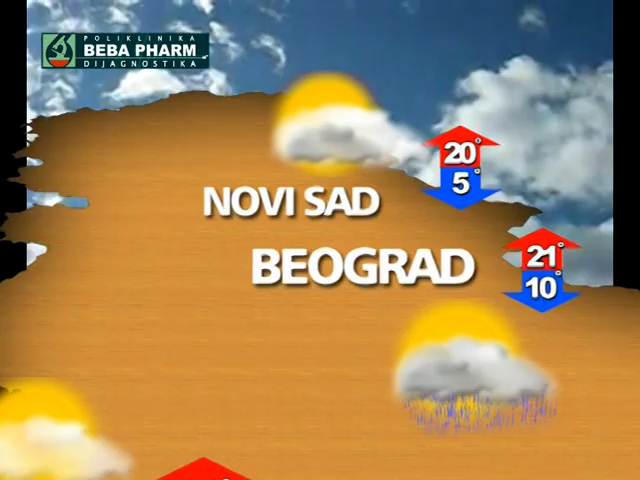 POLIKLINIKA
BEBA PHARM
DIJAGNOSTIKA
20°
5°
NOVI SAD
BEOGRAD
21°
10°